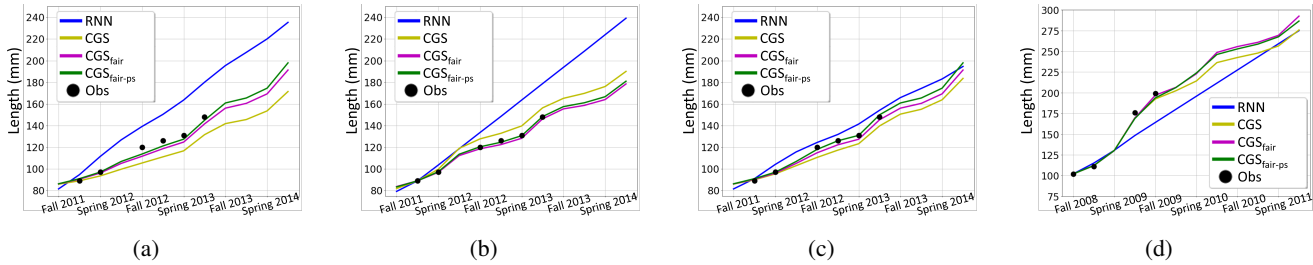 Length (mm)
240
220
200
180
160
140
120
100
80
RNN
CGS
CGSfair
CGSfair-ps
Obs
Fall 2011
Spring 2012
Fall 2012
Spring 2013
Fall 2013
Spring 2014
(a)
Length (mm)
240
220
200
180
160
140
120
100
80
RNN
CGS
CGSfair
CGSfair-ps
Obs
Fall 2011
Spring 2012
Fall 2012
Spring 2013
Fall 2013
Spring 2014
(b)
Length (mm)
240
220
200
180
160
140
120
100
80
RNN
CGS
CGSfair
CGSfair-ps
Obs
Fall 2011
Spring 2012
Fall 2012
Spring 2013
Fall 2013
Spring 2014
(c)
Length (mm)
300
275
250
225
200
175
150
125
100
75
RNN
CGS
CGSfair
CGSfair-ps
Obs
Fall 2008
Spring 2009
Fall 2009
Spring 2010
Fall 2010
Spring 2011
(d)